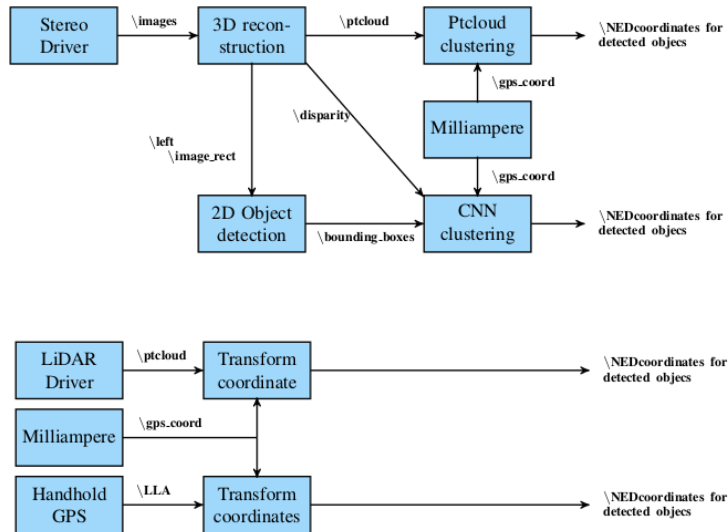 \images
\ptcloud
Stereo
Driver
3D recon-
struction
Ptcloud
clustering
\NEDcoordinates for
detected objecs
\gps_coord
\disparity
Milliampere
\left
\image_rect
\gps_coord
2D Object
detection
\bounding_boxes
CNN
clustering
\NEDcoordinates for
detected objecs
LiDAR
Driver
\ptcloud
Transform
coordinate
\NEDcoordinates for
detected objecs
Milliampere
\gps_coord
Handhold
GPS
\LLA
Transform
coordinates
\NEDcoordinates for
detected objecs